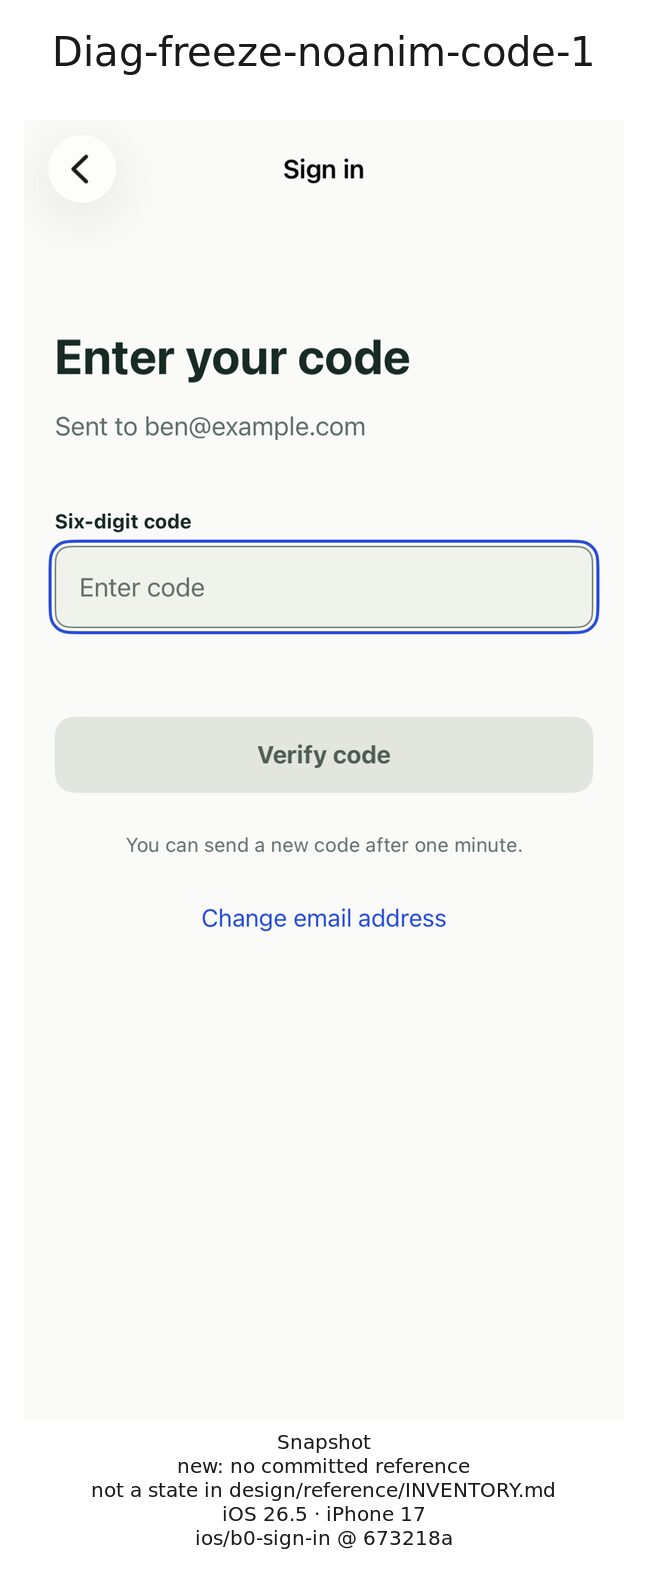 Diag-freeze-noanim-code-1
Sign in
Enter your code
Sent to ben@example.com
Six-digit code
Enter code
Verify code
You can send a new code after one minute.
Change email address
Snapshot
new: no committed reference
not a state in design/reference/INVENTORY.md
iOS 26.5 · iPhone 17
ios/b0-sign-in @ 673218a